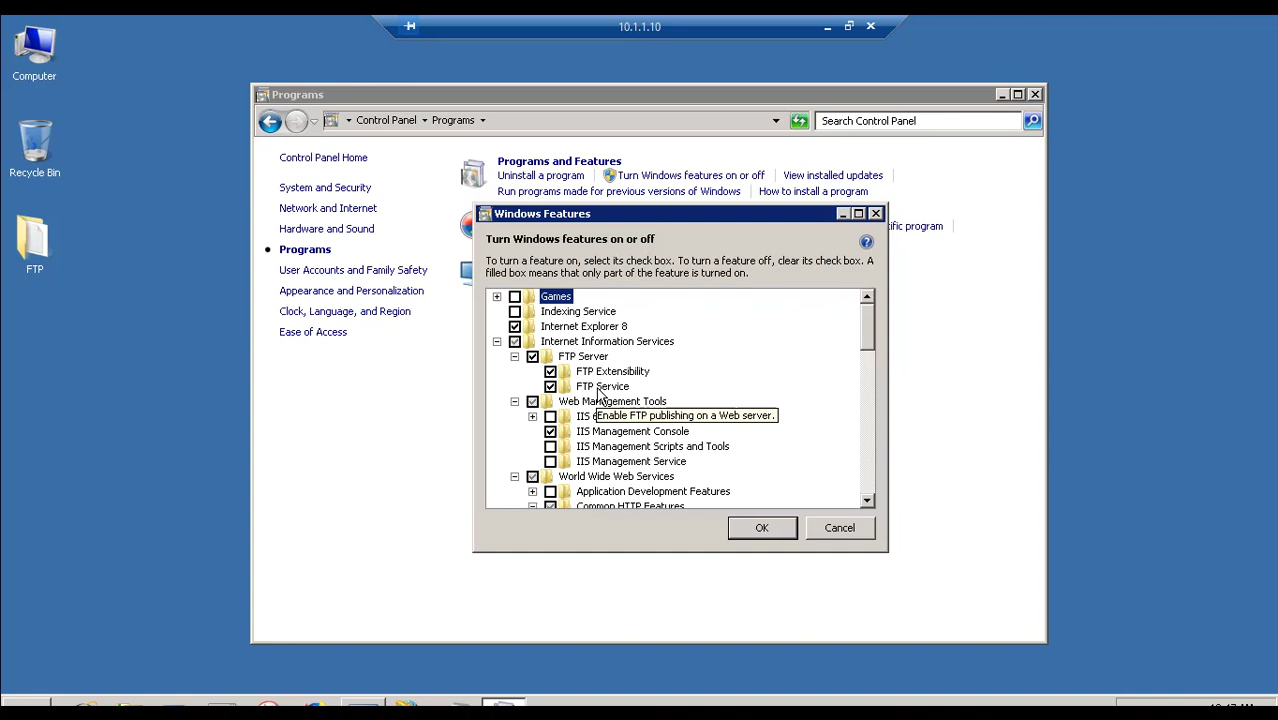 10.1.1.10
Computer
Recycle Bin
FTP
Programs
Control Panel
Programs
Search Control Panel
Control Panel Home
System and Security
Network and Internet
Hardware and Sound
Programs
User Accounts and Family Safety
Appearance and Personalization
Clock, Language, and Region
Ease of Access
Programs and Features
Uninstall a program
Turn Windows features on or off
View installed updates
Run programs made for previous versions of Windows
How to install a program
program
Windows Features
Turn Windows features on or off
To turn a feature on, select its check box. To turn a feature off, clear its check box. A
filled box means that only part of the feature is turned on.
Games
Indexing Service
Internet Explorer 8
Internet Information Services
FTP Server
FTP Extensibility
FTP Service
Web Management Tools
IIS
Enable FTP publishing on a Web server.
IIS Management Console
IIS Management Scripts and Tools
IIS Management Service
World Wide Web Services
Application Development Features
Common HTTP Features
OK
Cancel